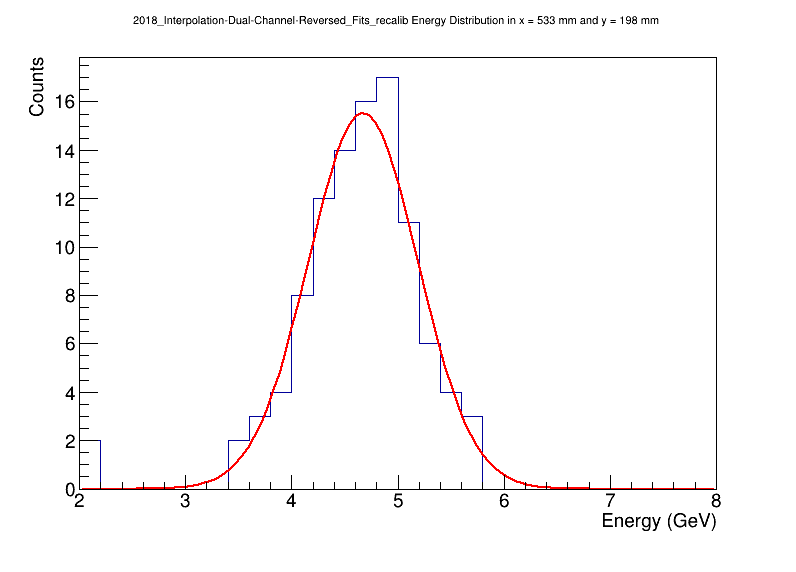 2018_Interpolation-Dual-Channel-Reversed_Fits_recalib Energy Distribution in x = 533 mm and y = 198 mm
Counts
16
14
12
10
8
6
4
2
0
2 3 4 5 6 7 8
Energy (GeV)